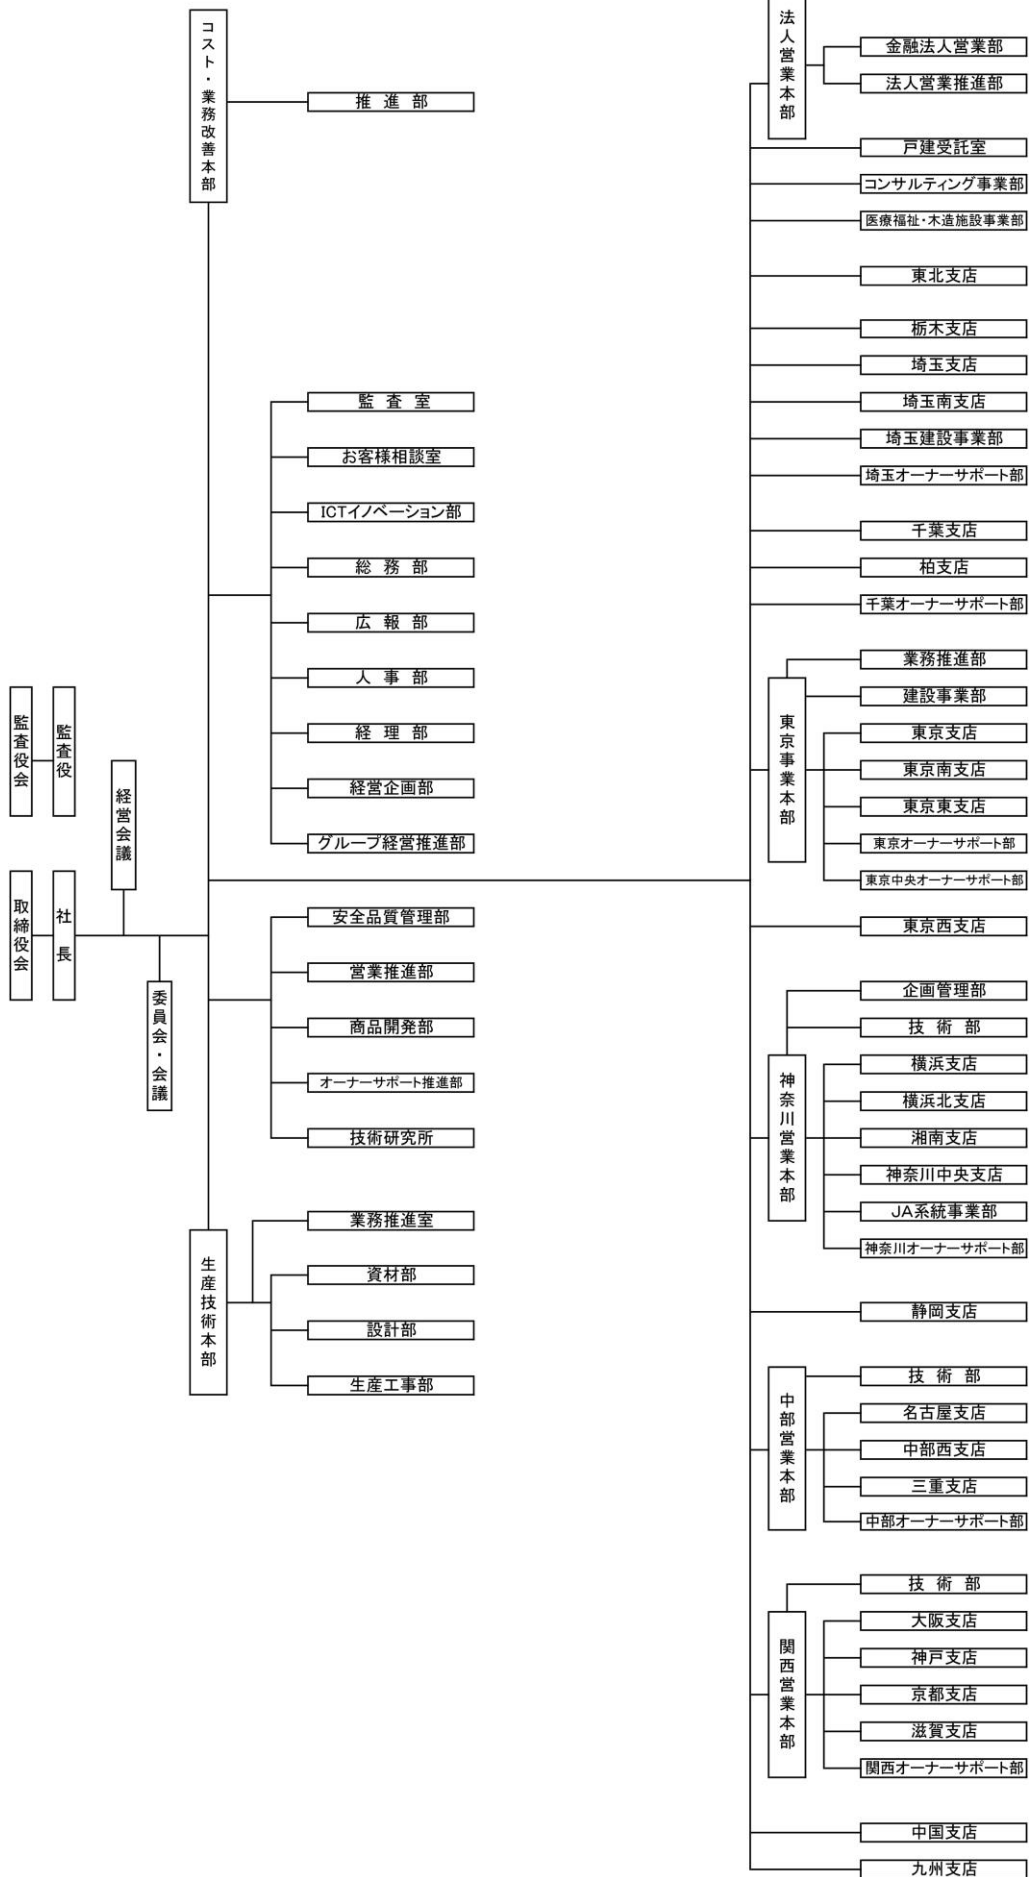 監査役会
監査役
取締役会
社長
経営会議
委員会・会議
コスト・業務改善本部
推進部
監査室
お客様相談室
ICTイノベーション部
総務部
広報部
人事部
経理部
経営企画部
グループ経営推進部
安全品質管理部
営業推進部
商品開発部
オーナーサポート推進部
技術研究所
生産技術本部
業務推進室
資材部
設計部
生産工事部
法人営業本部
金融法人営業部
法人営業推進部
戸建受託室
コンサルティング事業部
医療福祉・木造施設事業部
東北支店
栃木支店
埼玉支店
埼玉南支店
埼玉建設事業部
埼玉オーナーサポート部
千葉支店
柏支店
千葉オーナーサポート部
東京事業本部
業務推進部
建設事業部
東京支店
東京南支店
東京東支店
東京オーナーサポート部
東京中央オーナーサポート部
東京西支店
神奈川営業本部
企画管理部
技術部
横浜支店
横浜北支店
湘南支店
神奈川中央支店
JA系統事業部
神奈川オーナーサポート部
静岡支店
中部営業本部
技術部
名古屋支店
中部西支店
三重支店
中部オーナーサポート部
関西営業本部
技術部
大阪支店
神戸支店
京都支店
滋賀支店
関西オーナーサポート部
中国支店
九州支店